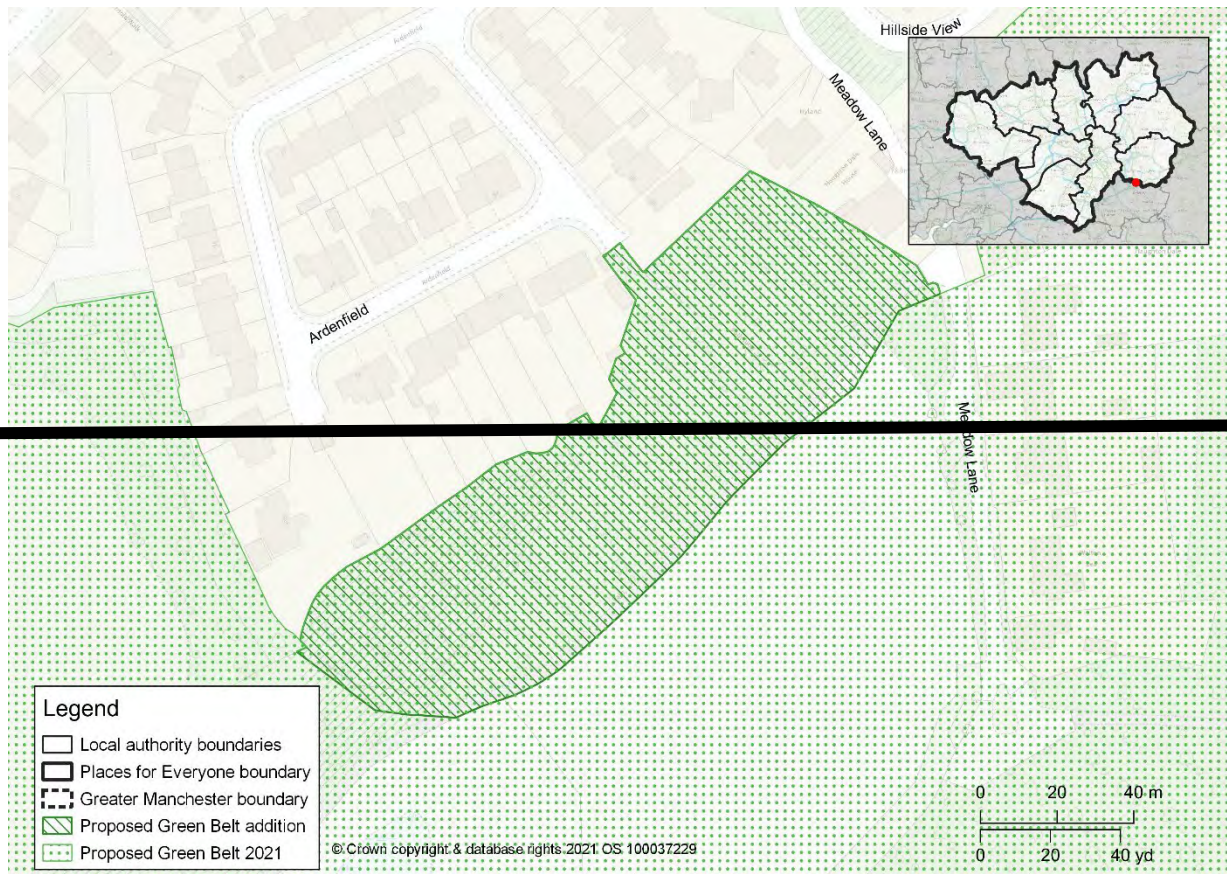 Hillside View
Meadow Lane
Ardenfield
Ardenfield
Ardenfield
Meadow Lane
Legend
Local authority boundaries
Places for Everyone boundary
Greater Manchester boundary
Proposed Green Belt addition
Proposed Green Belt 2021
© Crown copyright & database rights 2021 OS 100037229
0 20 40 m
0 20 40 yd